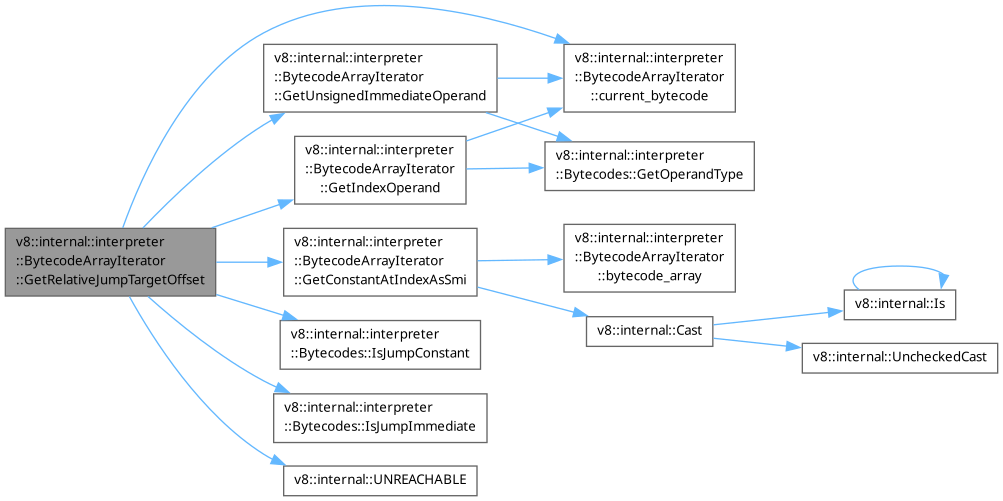 v8::internal::interpreter
::BytecodeArrayIterator
::GetRelativeJumpTargetOffset
v8::internal::interpreter
::BytecodeArrayIterator
::GetUnsignedImmediateOperand
v8::internal::interpreter
::BytecodeArrayIterator
::current_bytecode
v8::internal::interpreter
::BytecodeArrayIterator
::GetIndexOperand
v8::internal::interpreter
::Bytecodes::GetOperandType
v8::internal::interpreter
::BytecodeArrayIterator
::GetConstantAtIndexAsSmi
v8::internal::interpreter
::BytecodeArrayIterator
::bytecode_array
v8::internal::Cast
v8::internal::Is
v8::internal::UncheckedCast
v8::internal::interpreter
::Bytecodes::IsJumpConstant
v8::internal::interpreter
::Bytecodes::IsJumpImmediate
v8::internal::UNREACHABLE